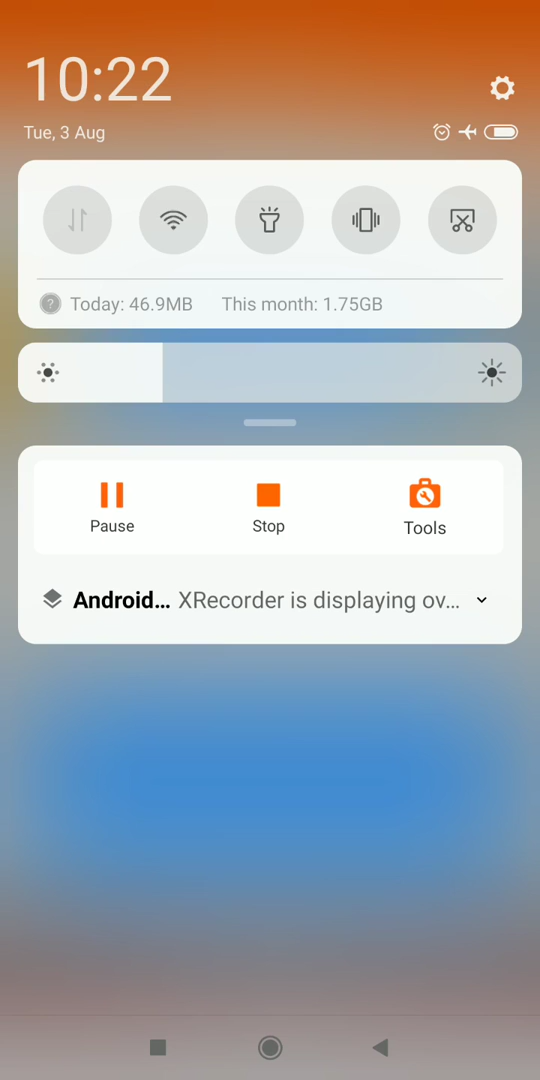 10:22
Tue, 3 Aug
Today: 46.9MB This month: 1.75GB
Pause Stop Tools
Android... XRecorder is displaying ov...